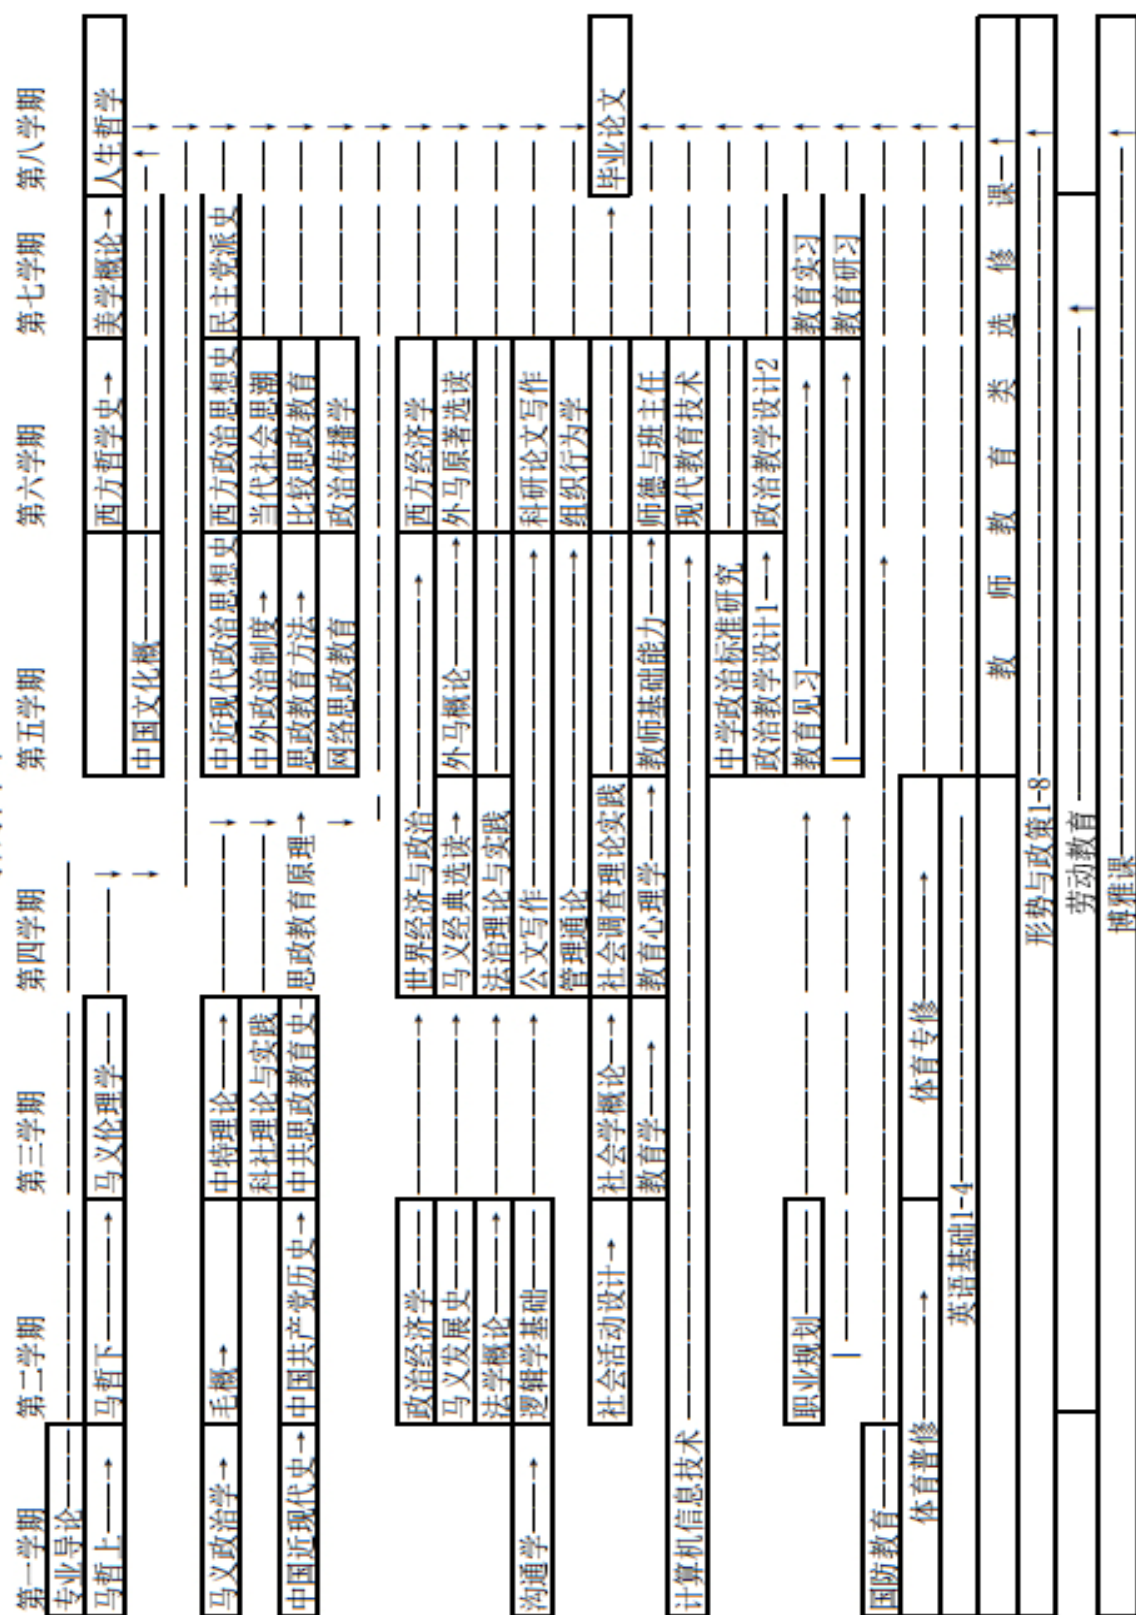 第一学期 第二学期 第三学期 第四学期 第五学期 第六学期 第七学期 第八学期
专业导论
马哲上→ 马哲下→ 马义伦理学 西方哲学史→ 美学概论→ 人生哲学
中国文化概
马义政治学→ 毛概→ 中特理论→ 中近现代政治思想史 西方政治思想史 民主党派史
科社理论与实践 中外政治制度→ 当代社会思潮
中国近现代史→ 中国共产党历史→ 中共思政教育史 思政教育原理→ 思政教育方法→ 比较思政教育
网络思政教育 政治传播学
政治经济学 世界经济与政治 西方经济学
马义发展史 马义经典选读→ 外马概论 外马原著选读
法学概论→ 法治理论与实践
沟通学→ 逻辑学基础 公文写作 科研论文写作
管理通论 组织行为学
社会活动设计→ 社会学概论→ 社会调查理论实践 毕业论文
教育学→ 教育心理学→ 教师基础能力→ 师德与班主任
计算机信息技术 现代教育技术
中学政治标准研究
政治教学设计1→ 政治教学设计2
职业规划 教育见习 教育实习
教育研习
国防教育
体育普修→ 体育专修→
英语基础1-4
教师教育类选修课
形势与政策1-8
劳动教育
博雅课